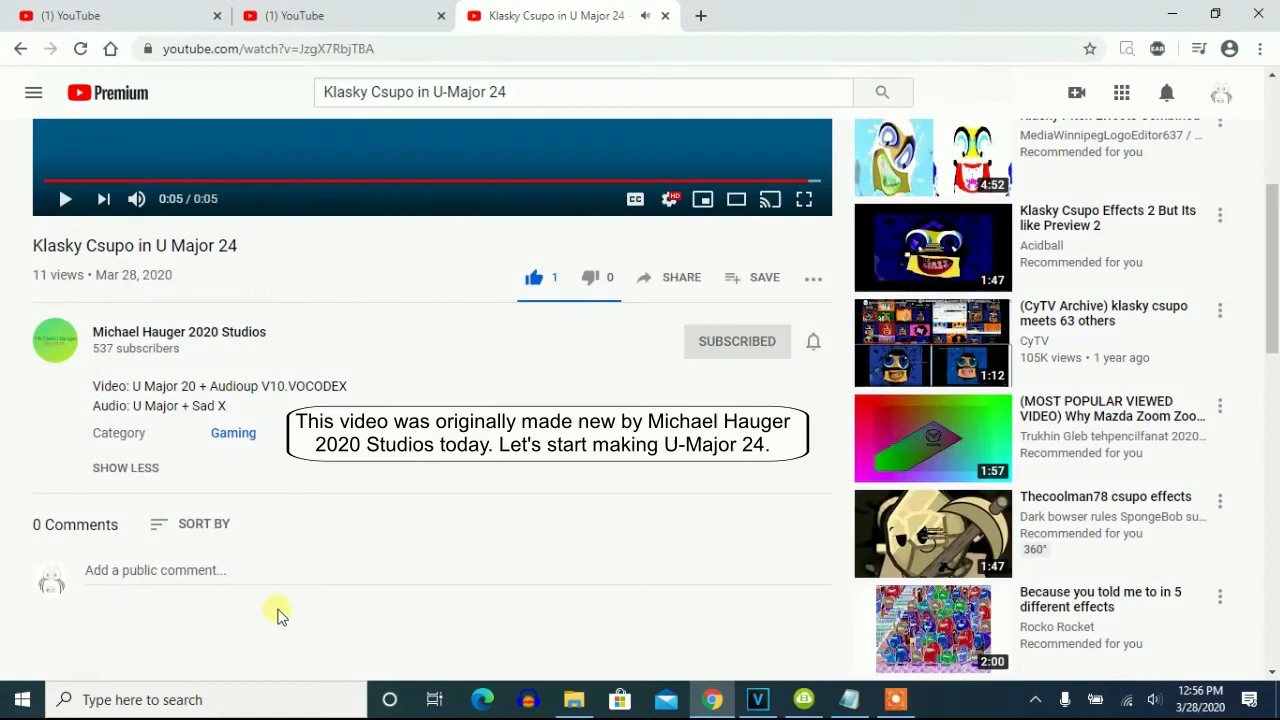 (1) YouTube
(1) YouTube
Klasky Csupo in U Major 24 -
youtube.com/watch?v=JzgX7RbjTBA
EAB
Premium
Klasky Csupo in U-Major 24
0:05 / 0:05
CC
HD
Klasky Csupo in U Major 24
11 views • Mar 28, 2020
1
0
SHARE
SAVE
Michael Hauger 2020 Studios
537 subscribers
SUBSCRIBED
Video: U Major 20 + Audioup V10.VOCODEX
Audio: U Major + Sad X
Category
Gaming
This video was originally made new by Michael Hauger
2020 Studios today. Let's start making U-Major 24.
SHOW LESS
0 Comments
SORT BY
Add a public comment...
Klasky Pitch Effects Combined
MediaWinnipegLogoEditor637 / ...
Recommended for you
4:52
Klasky Csupo Effects 2 But Its
like Preview 2
Acidball
Recommended for you
1:47
(CyTV Archive) klasky csupo
meets 63 others
CyTV
105K views • 1 year ago
1:12
(MOST POPULAR VIEWED
VIDEO) Why Mazda Zoom Zoo...
Trukhin Gleb tehpencilfanat 2020...
Recommended for you
1:57
Thecoolman78 csupo effects
Dark bowser rules SpongeBob su...
Recommended for you
360°
1:47
Because you told me to in 5
different effects
Rocko Rocket
Recommended for you
2:00
Type here to search
12:56 PM
3/28/2020